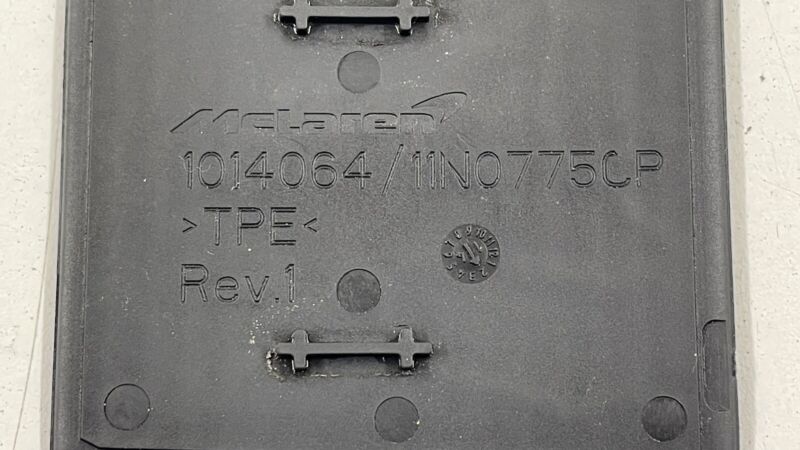 McLaren
1014064/11N0775CP
>TPE<
Rev.1